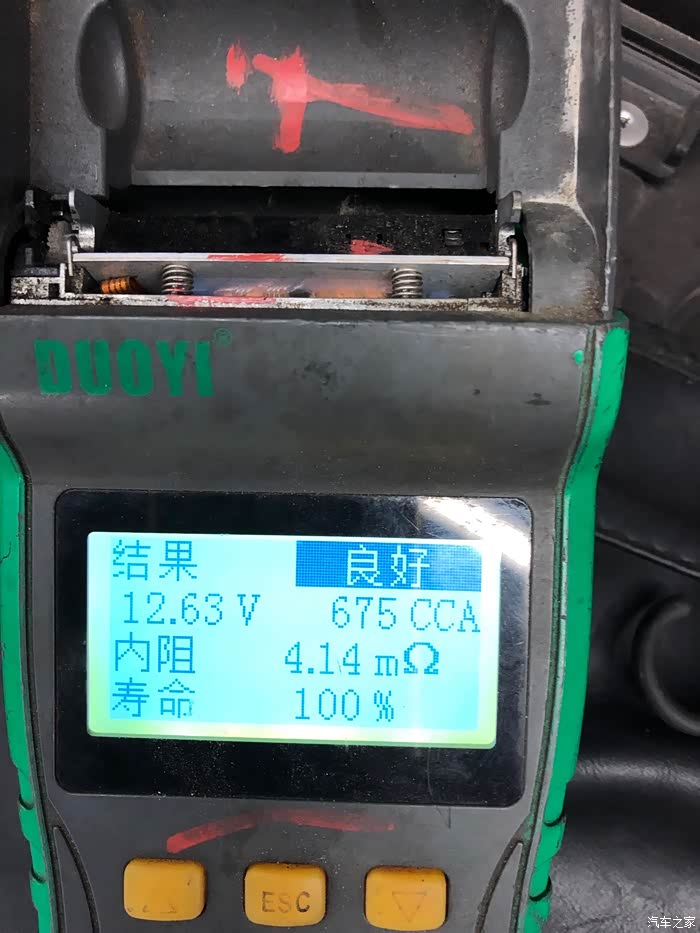 DUOYI®
结果 良好
12.63 V 675 CCA
内阻 4.14 mΩ
寿命 100 %
ESC
汽车之家